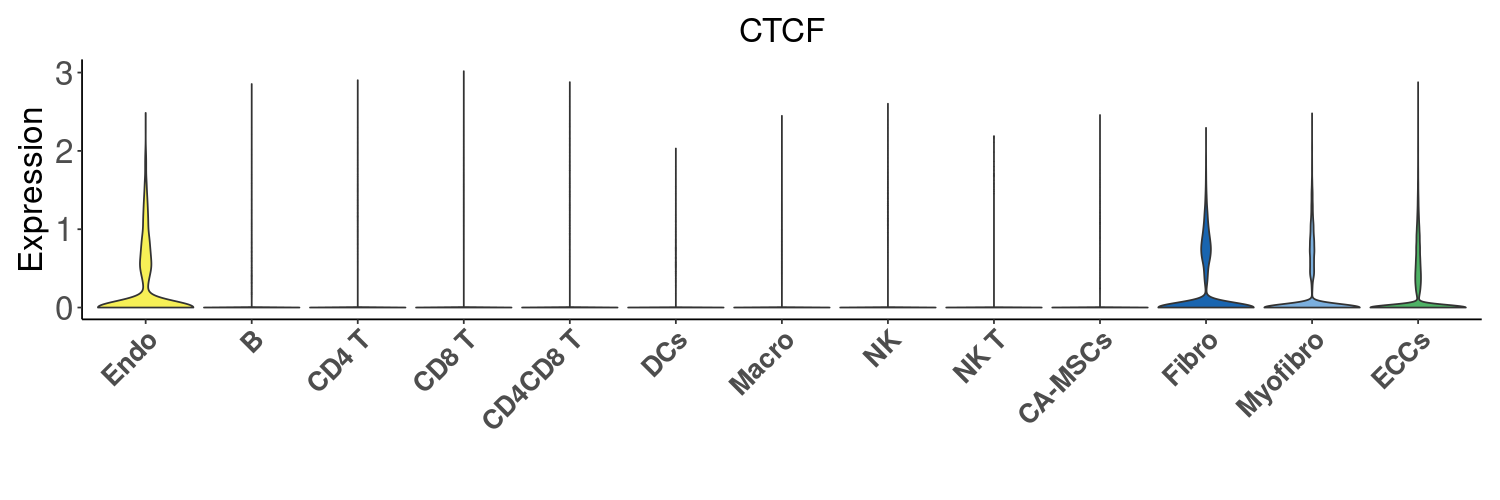 CTCF
Expression
3
2
1
0
Endo
B
CD4 T
CD8 T
CD4CD8 T
DCs
Macro
NK
NK T
CA-MSCs
Fibro
Myofibro
ECCs